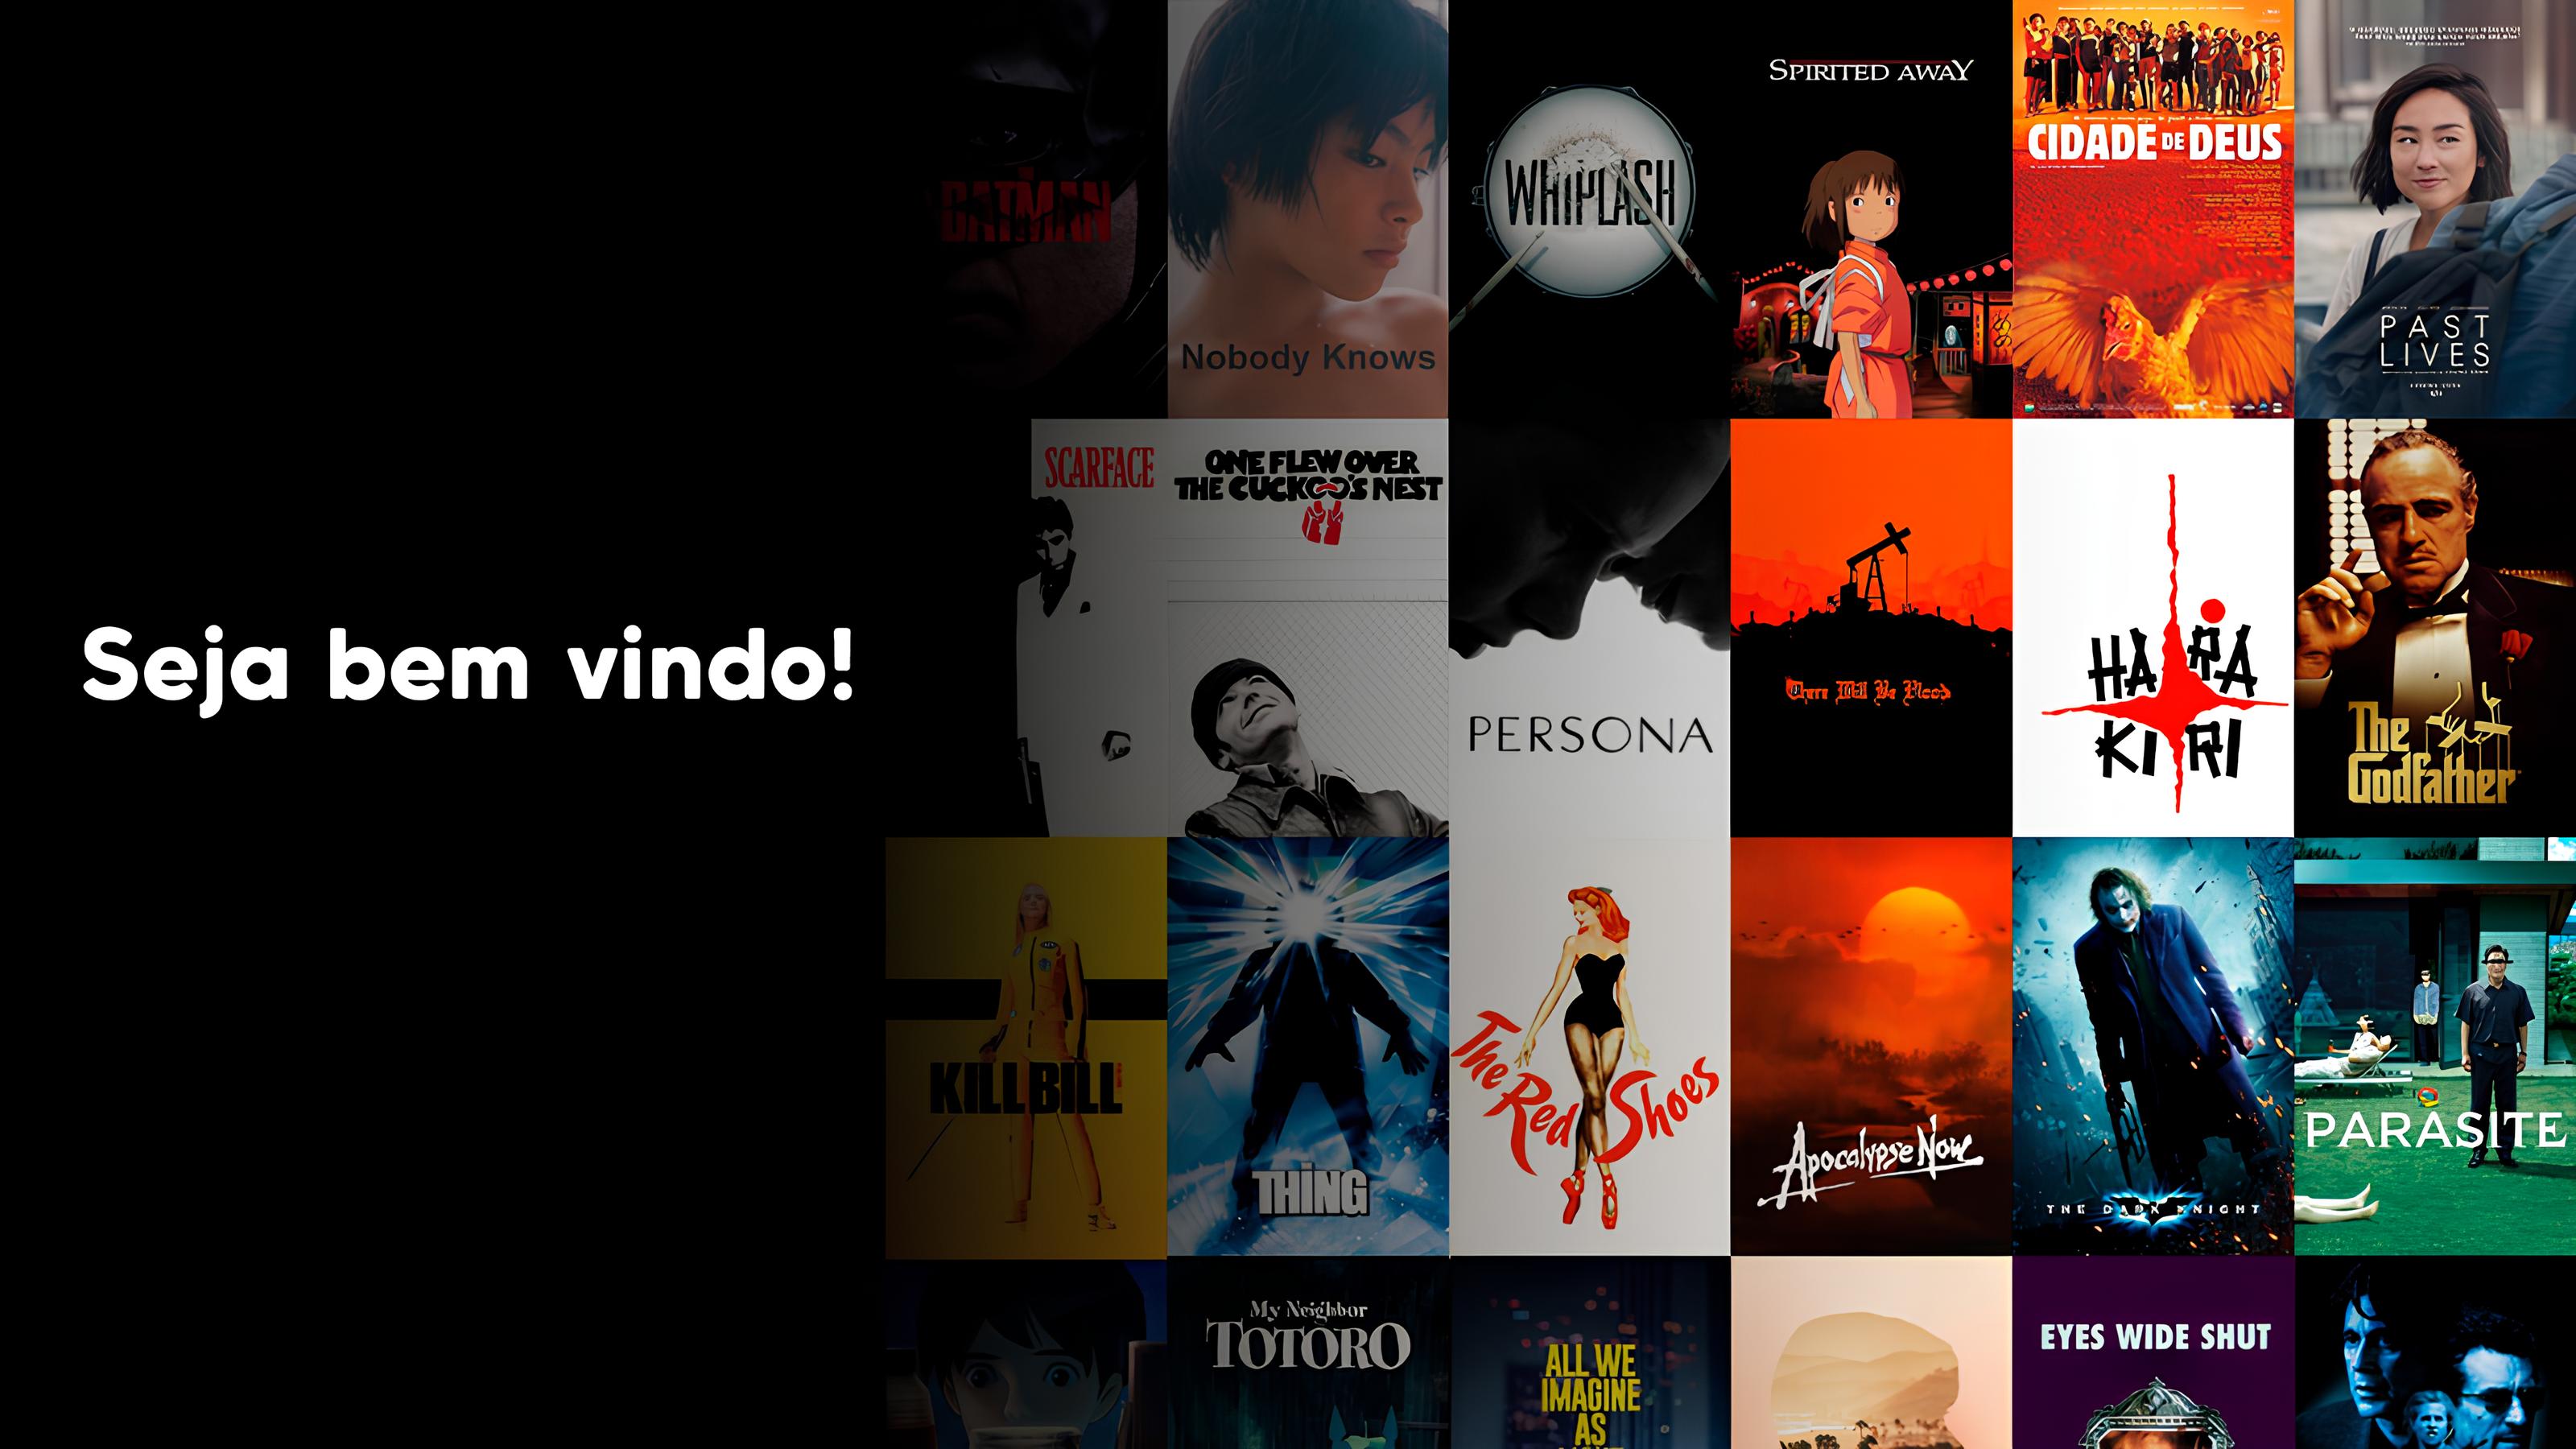 Seja bem vindo!
BATMAN
Nobody Knows
WHIPLASH
SPIRITED AWAY
CIDADE DE DEUS
PAST
LIVES
SCARFACE
ONE FLEW OVER
THE CUCKOO'S NEST
PERSONA
There Will Be Blood
HARA
KIRI
The
Godfather
KILL BILL
THING
The Red Shoes
Apocalypse Now
THE DARK KNIGHT
PARASITE
My Neighbor
TOTORO
ALL WE
IMAGINE
AS
EYES WIDE SHUT